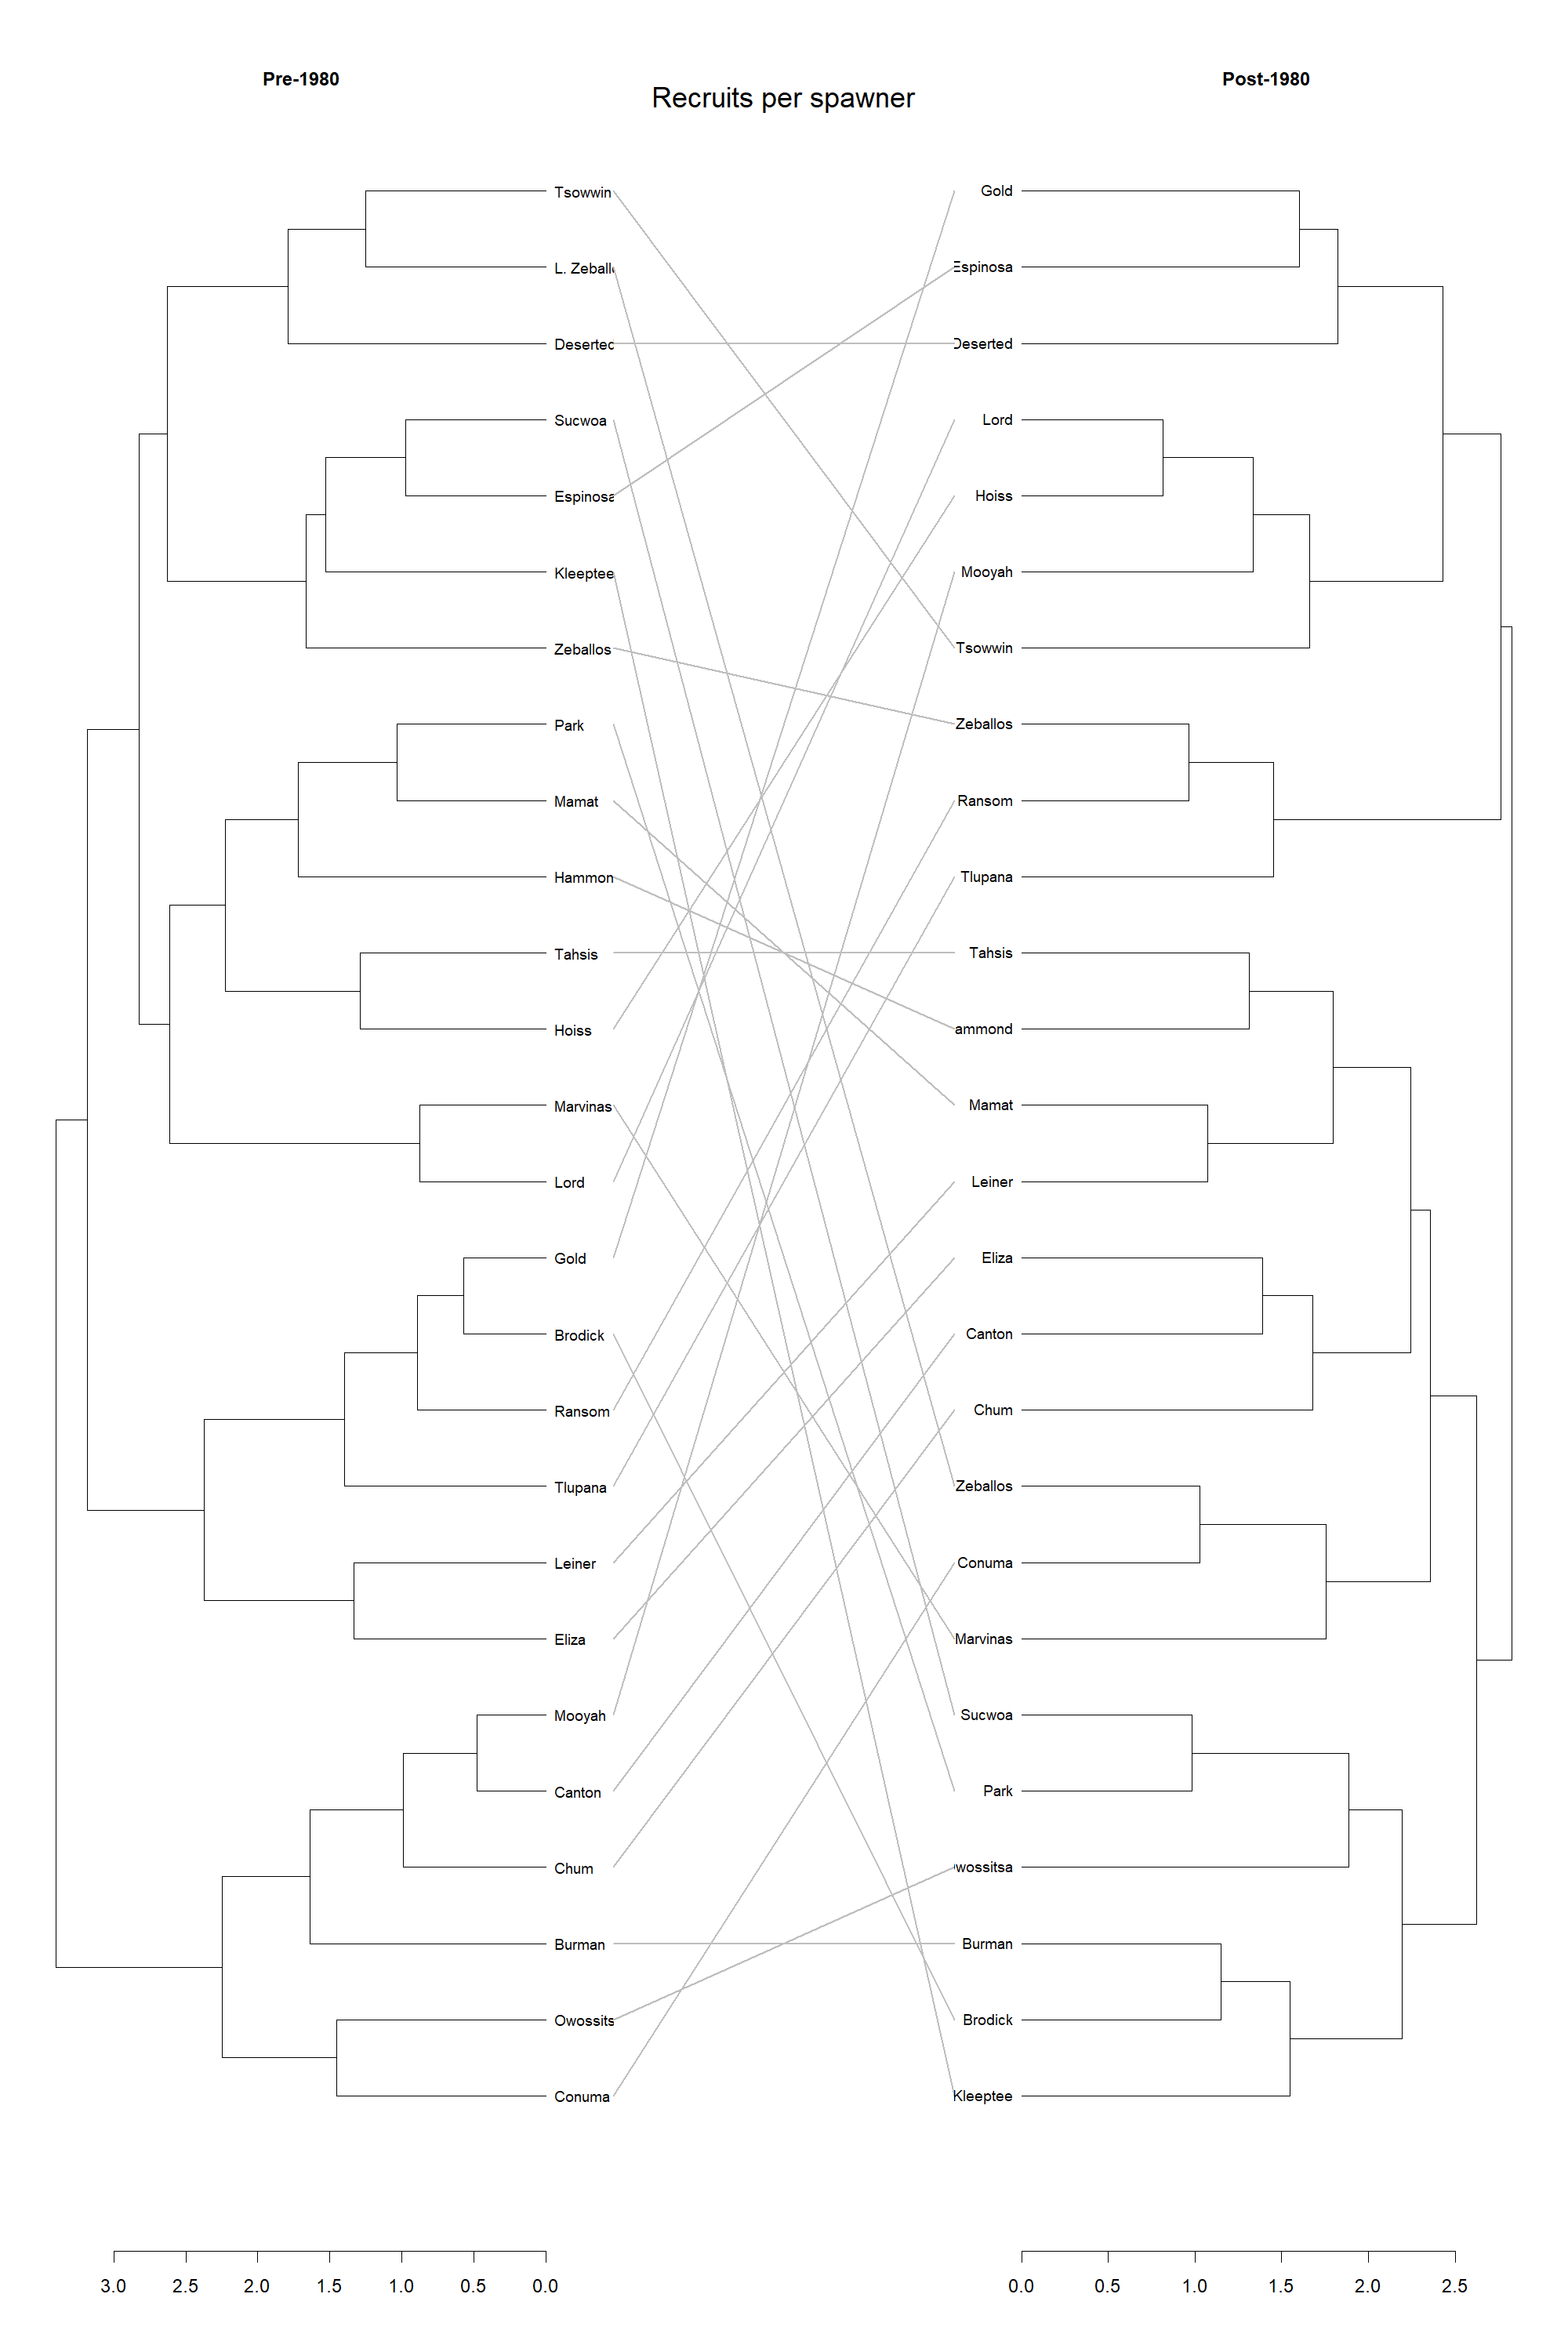 Pre-1980
Post-1980
Recruits per spawner
Tsowwin
L. Zeball
Deserted
Sucwoa
Espinosa
Kleeptee
Zeballos
Park
Mamat
Hammon
Tahsis
Hoiss
Marvinas
Lord
Gold
Brodick
Ransom
Tlupana
Leiner
Eliza
Mooyah
Canton
Chum
Burman
Owossits
Conuma
Gold
Espinosa
Deserted
Lord
Hoiss
Mooyah
Tsowwin
Zeballos
Ransom
Tlupana
Tahsis
ammond
Mamat
Leiner
Eliza
Canton
Chum
Zeballos
Conuma
Marvinas
Sucwoa
Park
wossitsa
Burman
Brodick
Kleeptee
3.0 2.5 2.0 1.5 1.0 0.5 0.0
0.0 0.5 1.0 1.5 2.0 2.5